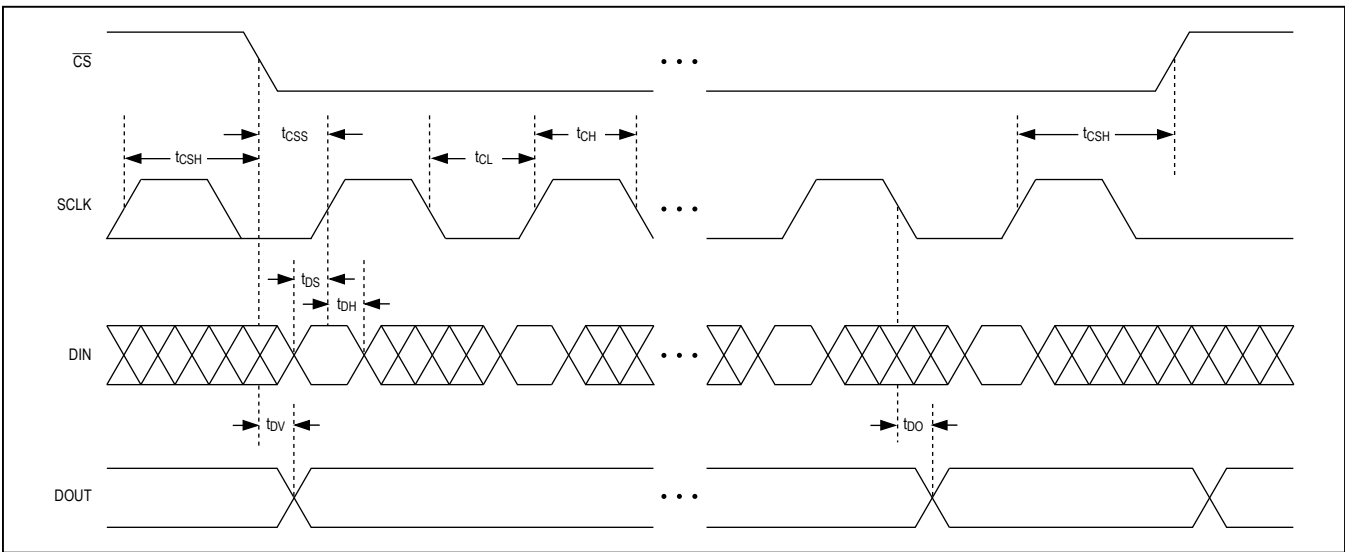 CS
• • •
tCSS
tCH
tCSH
tCSH
tCL
SCLK
• • •
tDS
tDH
DIN
• • •
tDV
tDO
DOUT
• • •